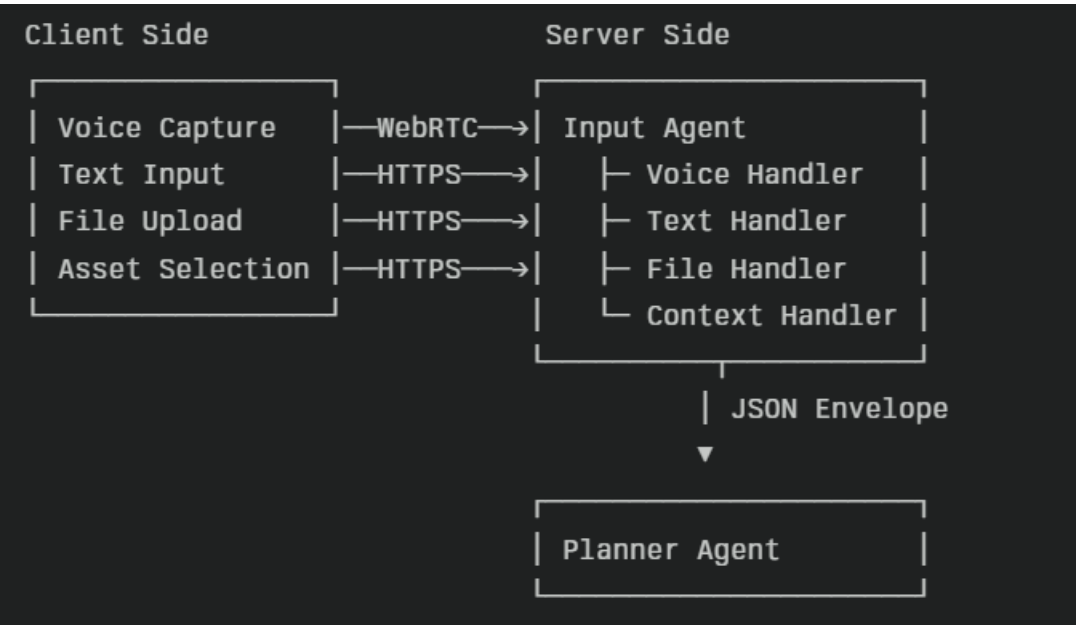 Client Side Server Side
Voice Capture WebRTC Input Agent
Text Input HTTPS Voice Handler
File Upload HTTPS Text Handler
Asset Selection HTTPS File Handler
Context Handler
JSON Envelope
Planner Agent